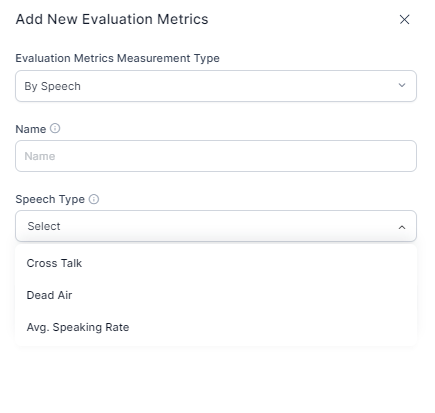 Add New Evaluation Metrics
Evaluation Metrics Measurement Type
By Speech
Name
Name
Speech Type
Select
Cross Talk
Dead Air
Avg. Speaking Rate